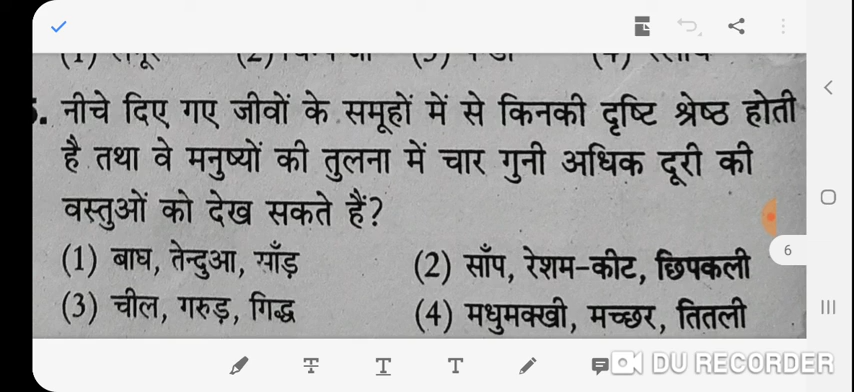 5. नीचे दिए गए जीवों के समूहों में से किनकी दृष्टि श्रेष्ठ होती
है तथा वे मनुष्यों की तुलना में चार गुनी अधिक दूरी की
वस्तुओं को देख सकते हैं?
(1) बाघ, तेन्दुआ, साँड़ (2) साँप, रेशम-कीट, छिपकली
6
(3) चील, गरुड़, गिद्ध (4) मधुमक्खी, मच्छर, तितली
DU RECORDER